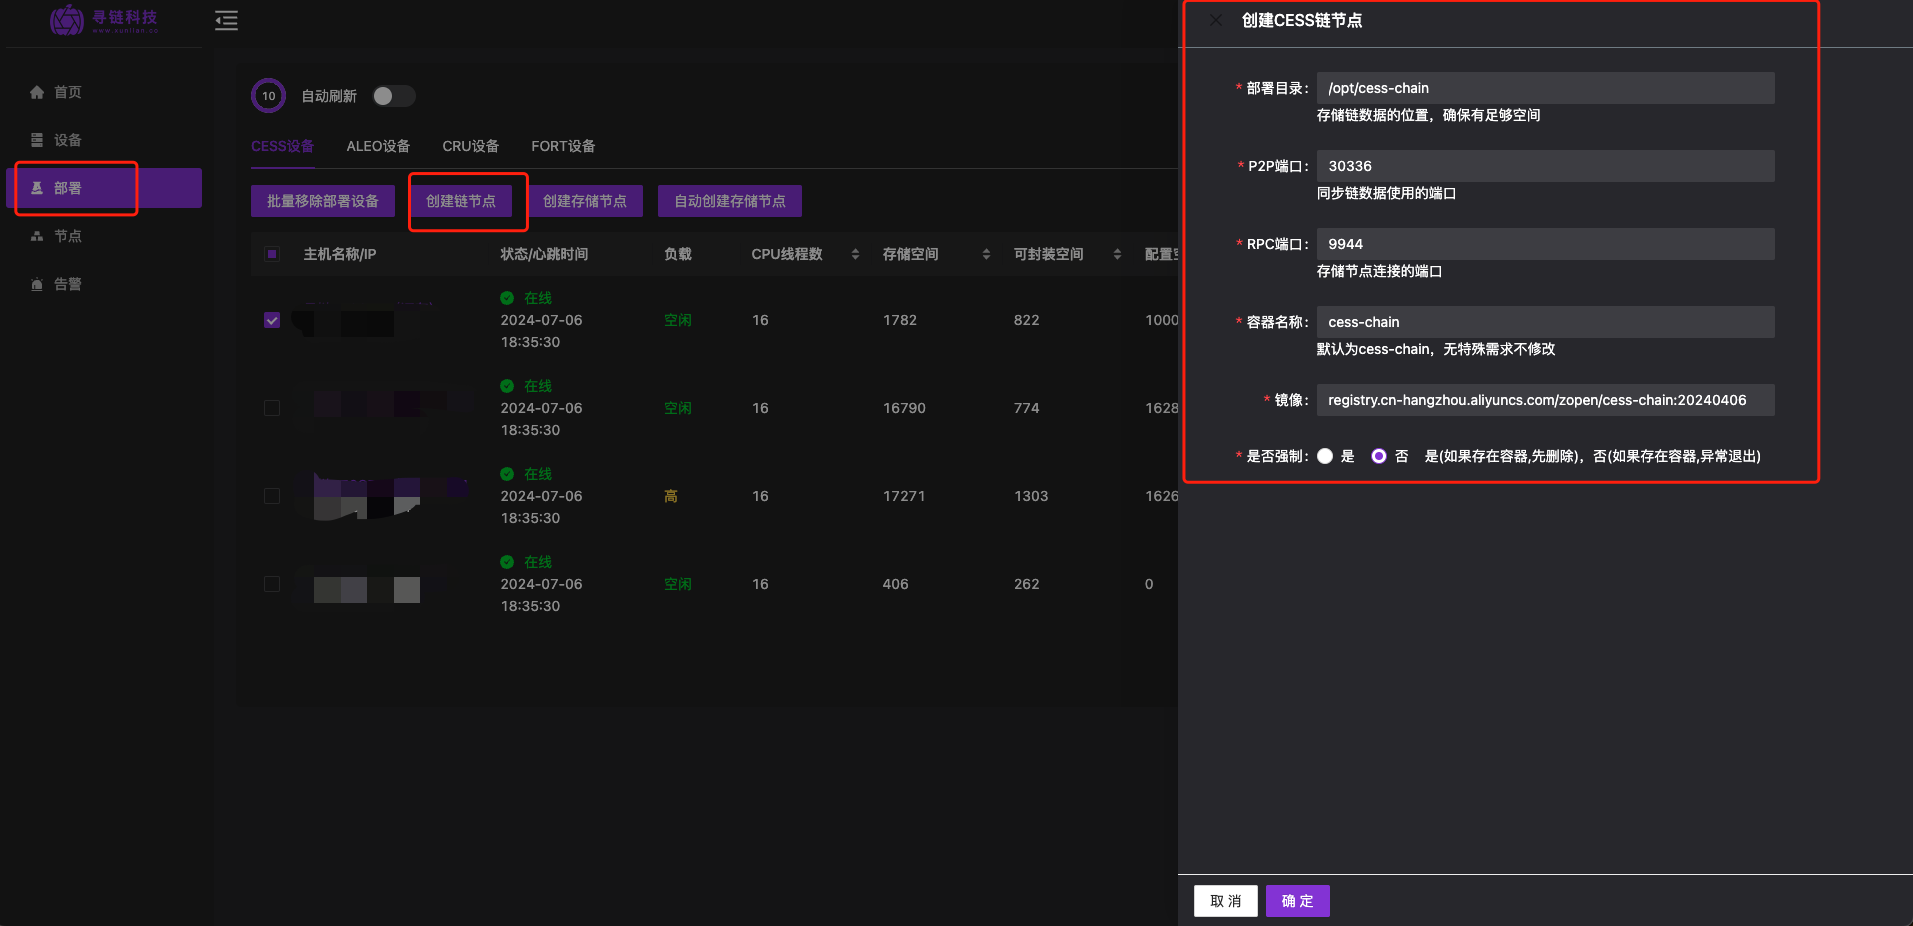 寻链科技
www.xunlian.co
首页
设备
部署
节点
告警
10 自动刷新
CESS设备 ALEO设备 CRU设备 FORT设备
批量移除部署设备 创建链节点 创建存储节点 自动创建存储节点
主机名称/IP 状态/心跳时间 负载 CPU线程数 存储空间 可封装空间 配置
在线
2024-07-06
18:35:30
空闲 16 1782 822 1000
在线
2024-07-06
18:35:30
空闲 16 16790 774 1628
在线
2024-07-06
18:35:30
高 16 17271 1303 1626
在线
2024-07-06
18:35:30
空闲 16 406 262 0
创建CESS链节点
* 部署目录: /opt/cess-chain
存储链数据的位置，确保有足够空间
* P2P端口: 30336
同步链数据使用的端口
* RPC端口: 9944
存储节点连接的端口
* 容器名称: cess-chain
默认为cess-chain，无特殊需求不修改
* 镜像: registry.cn-hangzhou.aliyuncs.com/zopen/cess-chain:20240406
* 是否强制: 是 否 是(如果存在容器,先删除)，否(如果存在容器,异常退出)
取 消 确 定